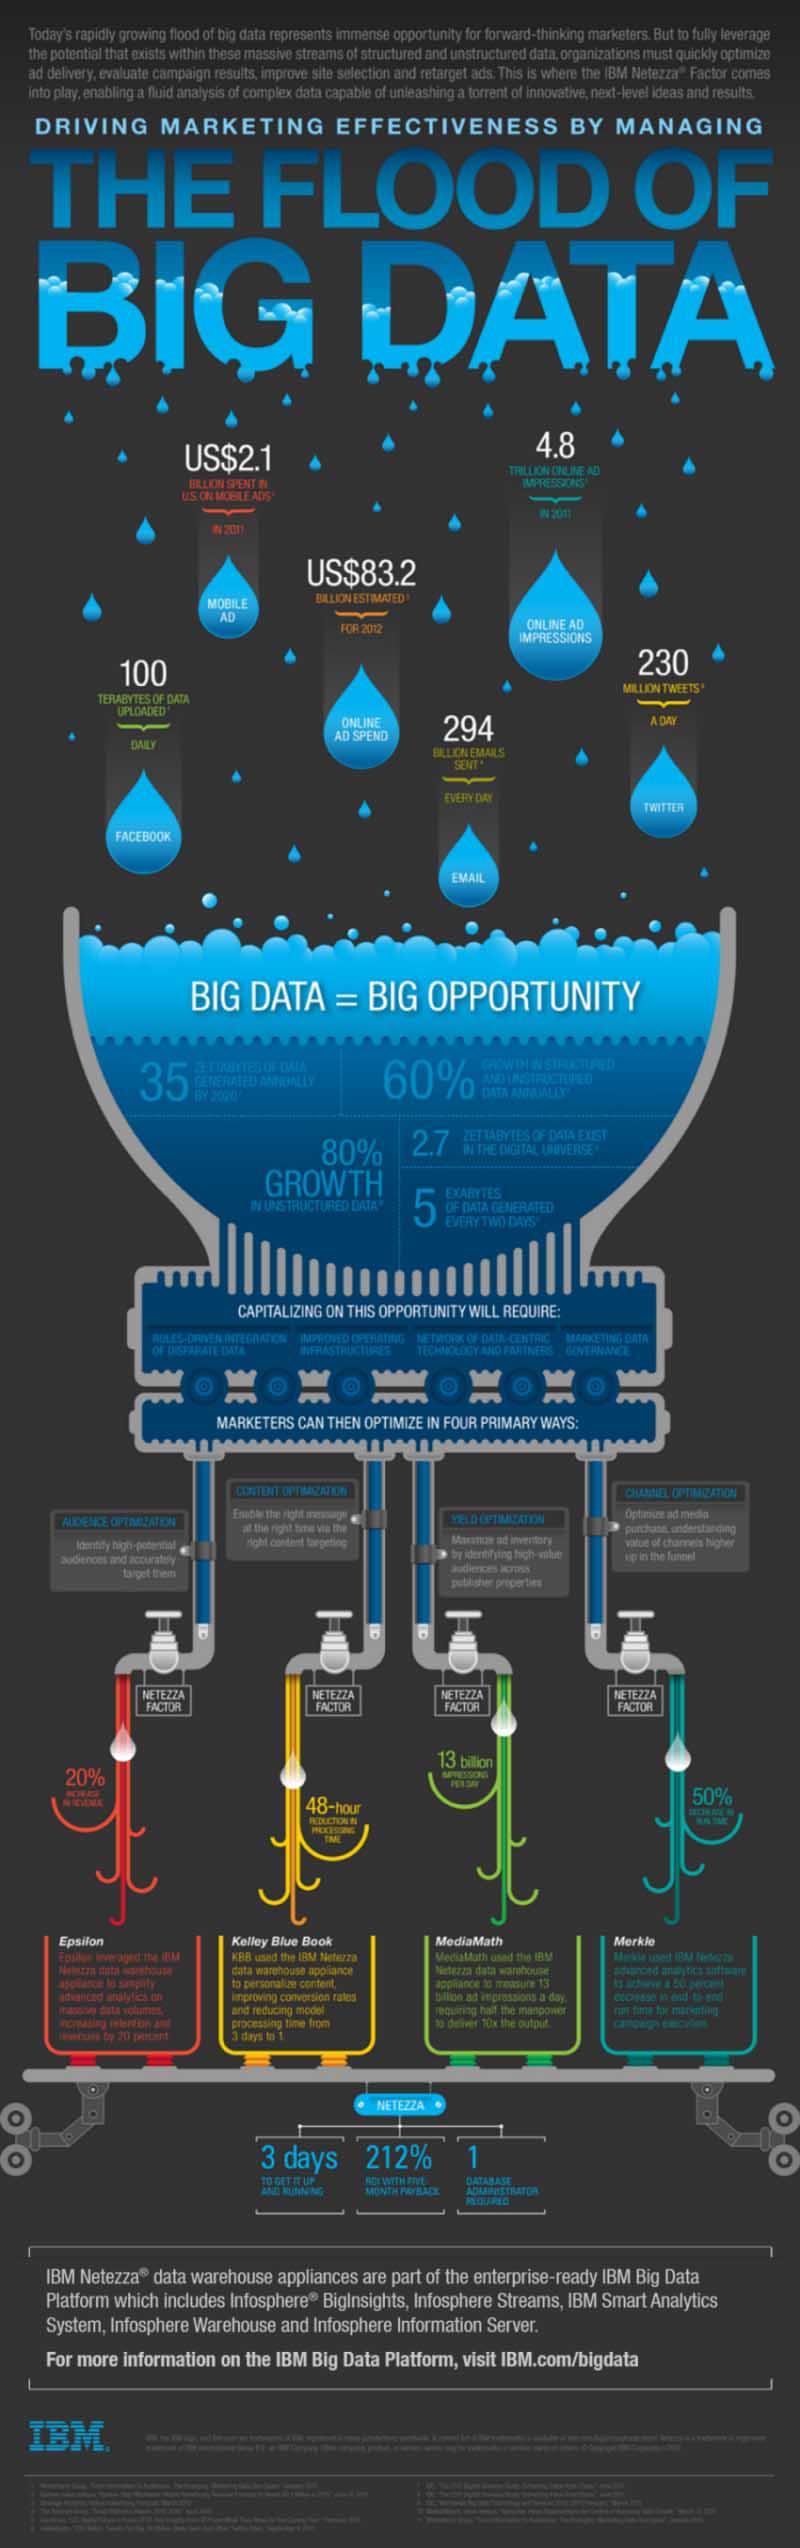 Today's rapidly growing flood of big data represents immense opportunity for forward-thinking marketers. But to fully leverage
the potential that exists within these massive streams of structured and unstructured data, organizations must quickly optimize
ad delivery, evaluate campaign results, improve site selection and retarget ads. This is where the IBM Netezza® Factor comes
into play, enabling a fluid analysis of complex data capable of unleashing a torrent of innovative, next-level ideas and results.
DRIVING MARKETING EFFECTIVENESS BY MANAGING
THE FLOOD OF
BIG DATA
US$2.1
BILLION SPENT IN
U.S. ON MOBILE ADS
IN 2011
MOBILE
AD
4.8
TRILLION ONLINE AD
IMPRESSIONS
IN 2011
ONLINE AD
IMPRESSIONS
US$83.2
BILLION ESTIMATED
FOR 2012
ONLINE
AD SPEND
100
TERABYTES OF DATA
UPLOADED
DAILY
FACEBOOK
230
MILLION TWEETS
A DAY
TWITTER
294
BILLION EMAILS
SENT
EVERY DAY
EMAIL
BIG DATA = BIG OPPORTUNITY
35
ZETTABYTES OF DATA
GENERATED ANNUALLY
BY 2020
60%
GROWTH IN STRUCTURED
AND UNSTRUCTURED
DATA ANNUALLY
80%
GROWTH
IN UNSTRUCTURED DATA
2.7
ZETTABYTES OF DATA EXIST
IN THE DIGITAL UNIVERSE
5
EXABYTES
OF DATA GENERATED
EVERY TWO DAYS
CAPITALIZING ON THIS OPPORTUNITY WILL REQUIRE:
RULES-DRIVEN INTEGRATION
OF DISPARATE DATA
IMPROVED OPERATING
INFRASTRUCTURES
NETWORK OF DATA-CENTRIC
TECHNOLOGY AND PARTNERS
MARKETING DATA
GOVERNANCE
MARKETERS CAN THEN OPTIMIZE IN FOUR PRIMARY WAYS:
AUDIENCE OPTIMIZATION
Identify high-potential
audiences and accurately
target them
CONTENT OPTIMIZATION
Enable the right message
at the right time via the
right content targeting
YIELD OPTIMIZATION
Maximize ad inventory
by identifying high-value
audiences across
publisher properties
CHANNEL OPTIMIZATION
Optimize ad media
purchase, understanding
value of channels higher
up in the funnel
NETEZZA
FACTOR
NETEZZA
FACTOR
NETEZZA
FACTOR
NETEZZA
FACTOR
20%
INCREASE
IN REVENUE
48-hour
REDUCTION IN
PROCESSING
TIME
13 billion
IMPRESSIONS
PER DAY
50%
DECREASE IN
RUN TIME
Epsilon
Epsilon leveraged the IBM
Netezza data warehouse
appliance to simplify
advanced analytics on
massive data volumes,
increasing retention and
revenues by 20 percent.
Kelley Blue Book
KBB used the IBM Netezza
data warehouse appliance
to personalize content,
improving conversion rates
and reducing model
processing time from
3 days to 1.
MediaMath
MediaMath used the IBM
Netezza data warehouse
appliance to measure 13
billion ad impressions a day,
requiring half the manpower
to deliver 10x the output.
Merkle
Merkle used IBM Netezza
advanced analytics software
to achieve a 50 percent
decrease in end-to-end
run time for marketing
campaign execution.
NETEZZA
3 days
TO GET IT UP
AND RUNNING
212%
ROI WITH FIVE-
MONTH PAYBACK
1
DATABASE
ADMINISTRATOR
REQUIRED
IBM Netezza® data warehouse appliances are part of the enterprise-ready IBM Big Data
Platform which includes Infosphere® BigInsights, Infosphere Streams, IBM Smart Analytics
System, Infosphere Warehouse and Infosphere Information Server.
For more information on the IBM Big Data Platform, visit IBM.com/bigdata
IBM.